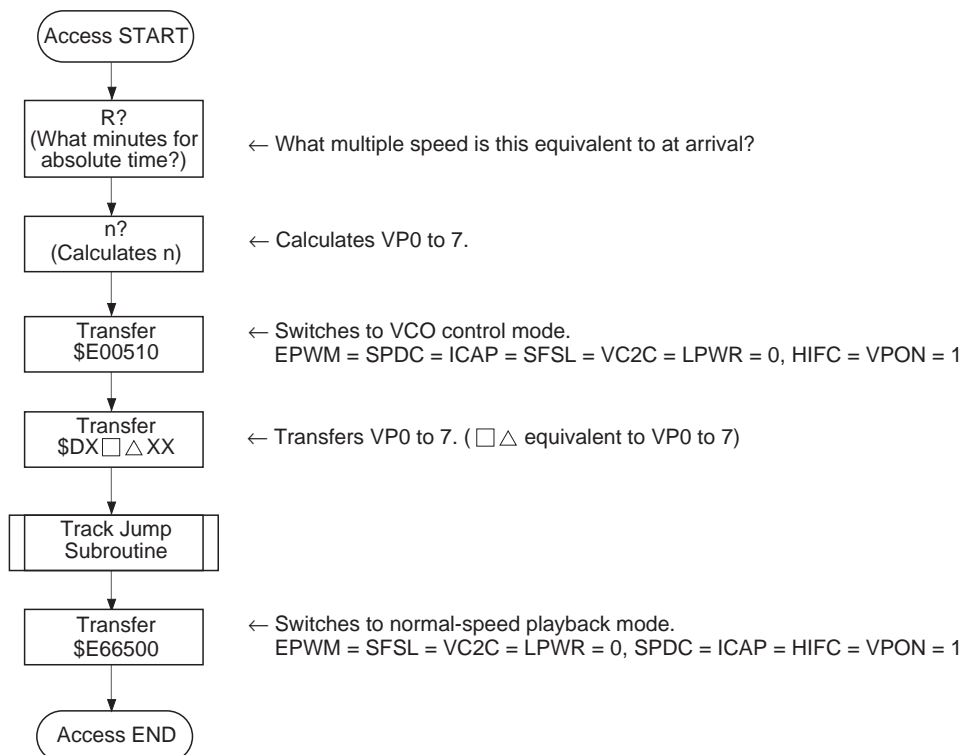 Access START
R?
(What minutes for
absolute time?)
← What multiple speed is this equivalent to at arrival?
n?
(Calculates n)
← Calculates VP0 to 7.
Transfer
$E00510
← Switches to VCO control mode.
EPWM = SPDC = ICAP = SFSL = VC2C = LPWR = 0, HIFC = VPON = 1
Transfer
$DX□△XX
← Transfers VP0 to 7. (□△ equivalent to VP0 to 7)
Track Jump
Subroutine
Transfer
$E66500
← Switches to normal-speed playback mode.
EPWM = SFSL = VC2C = LPWR = 0, SPDC = ICAP = HIFC = VPON = 1
Access END